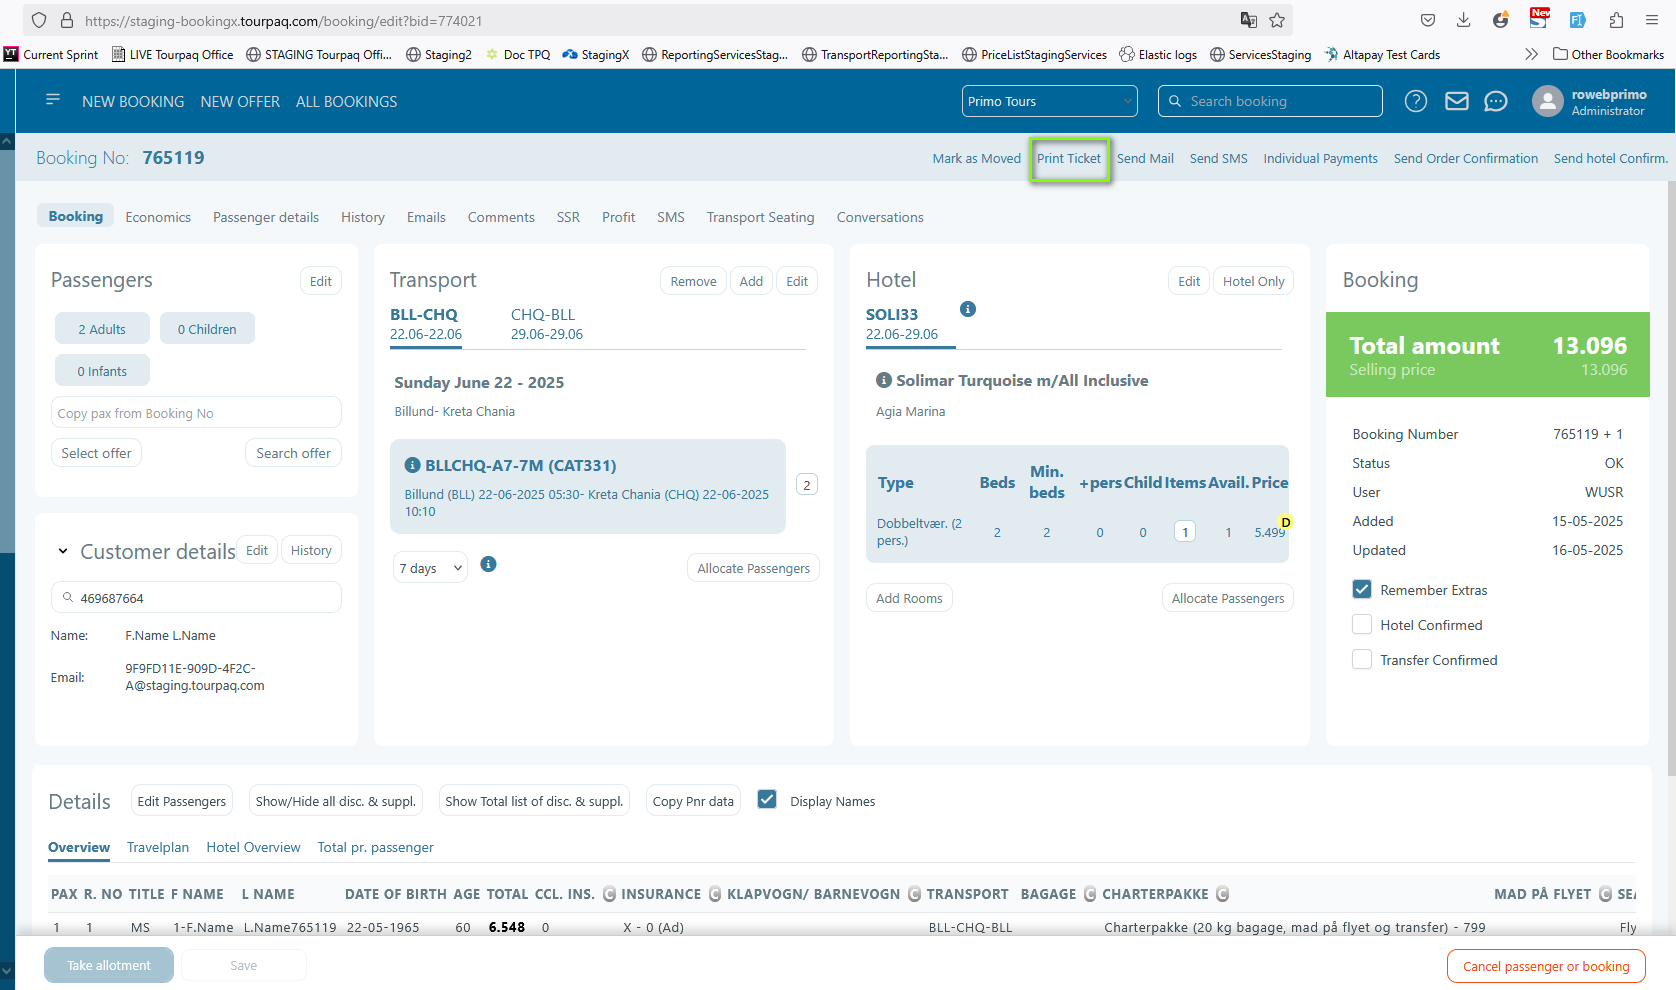 https://staging-bookingx.tourpaq.com/booking/edit?bid=774021
New
YT Current Sprint LIVE Tourpaq Office STAGING Tourpaq Offi... Staging2 Doc TPQ StagingX ReportingServicesStag... TransportReportingSta... PriceListStagingServices Elastic logs ServicesStaging Altapay Test Cards Other Bookmarks
NEW BOOKING NEW OFFER ALL BOOKINGS Primo Tours Search booking rowebprimo
Administrator
Booking No: 765119 Mark as Moved Print Ticket Send Mail Send SMS Individual Payments Send Order Confirmation Send hotel Confirm.
Booking Economics Passenger details History Emails Comments SSR Profit SMS Transport Seating Conversations
Passengers Edit
2 Adults 0 Children
0 Infants
Copy pax from Booking No
Select offer Search offer
Customer details Edit History
469687664
Name: F.Name L.Name
Email: 9F9FD11E-909D-4F2C-
A@staging.tourpaq.com
Transport Remove Add Edit
BLL-CHQ CHQ-BLL
22.06-22.06 29.06-29.06
Sunday June 22 - 2025
Billund- Kreta Chania
BLLCHQ-A7-7M (CAT331)
Billund (BLL) 22-06-2025 05:30- Kreta Chania (CHQ) 22-06-2025
10:10
2
7 days Allocate Passengers
Hotel Edit Hotel Only
SOLI33
22.06-29.06
Solimar Turquoise m/All Inclusive
Agia Marina
Type Beds Min. beds +pers Child Items Avail. Price
Dobbeltvær. (2 pers.) 2 2 0 0 1 1 5.499 D
Add Rooms Allocate Passengers
Booking
Total amount 13.096
Selling price 13.096
Booking Number 765119 + 1
Status OK
User WUSR
Added 15-05-2025
Updated 16-05-2025
Remember Extras
Hotel Confirmed
Transfer Confirmed
Details Edit Passengers Show/Hide all disc. & suppl. Show Total list of disc. & suppl. Copy Pnr data Display Names
Overview Travelplan Hotel Overview Total pr. passenger
PAX R. NO TITLE F NAME L NAME DATE OF BIRTH AGE TOTAL CCL. INS. C INSURANCE C KLAPVOGN/ BARNEVOGN C TRANSPORT BAGAGE C CHARTERPAKKE C MAD PÅ FLYET C SEA
1 1 MS 1-F.Name L.Name765119 22-05-1965 60 6.548 0 X - 0 (Ad) BLL-CHQ-BLL Charterpakke (20 kg bagage, mad på flyet og transfer) - 799 Fly
Take allotment Save Cancel passenger or booking